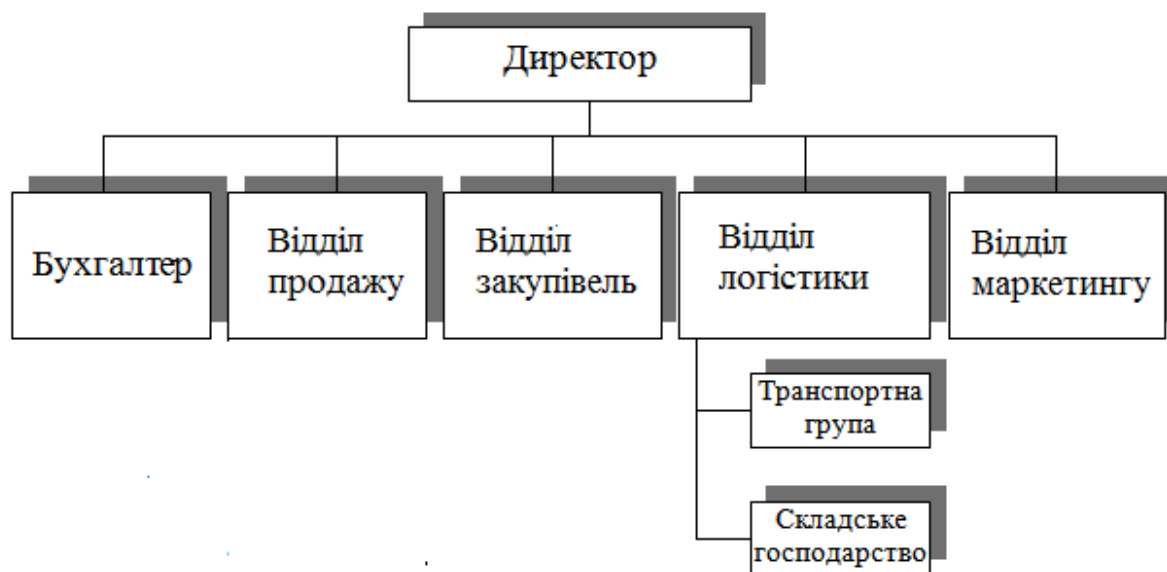 Директор
Бухгалтер
Відділ
продажу
Відділ
закупівель
Відділ
логістики
Відділ
маркетингу
Транспортна
група
Складське
господарство